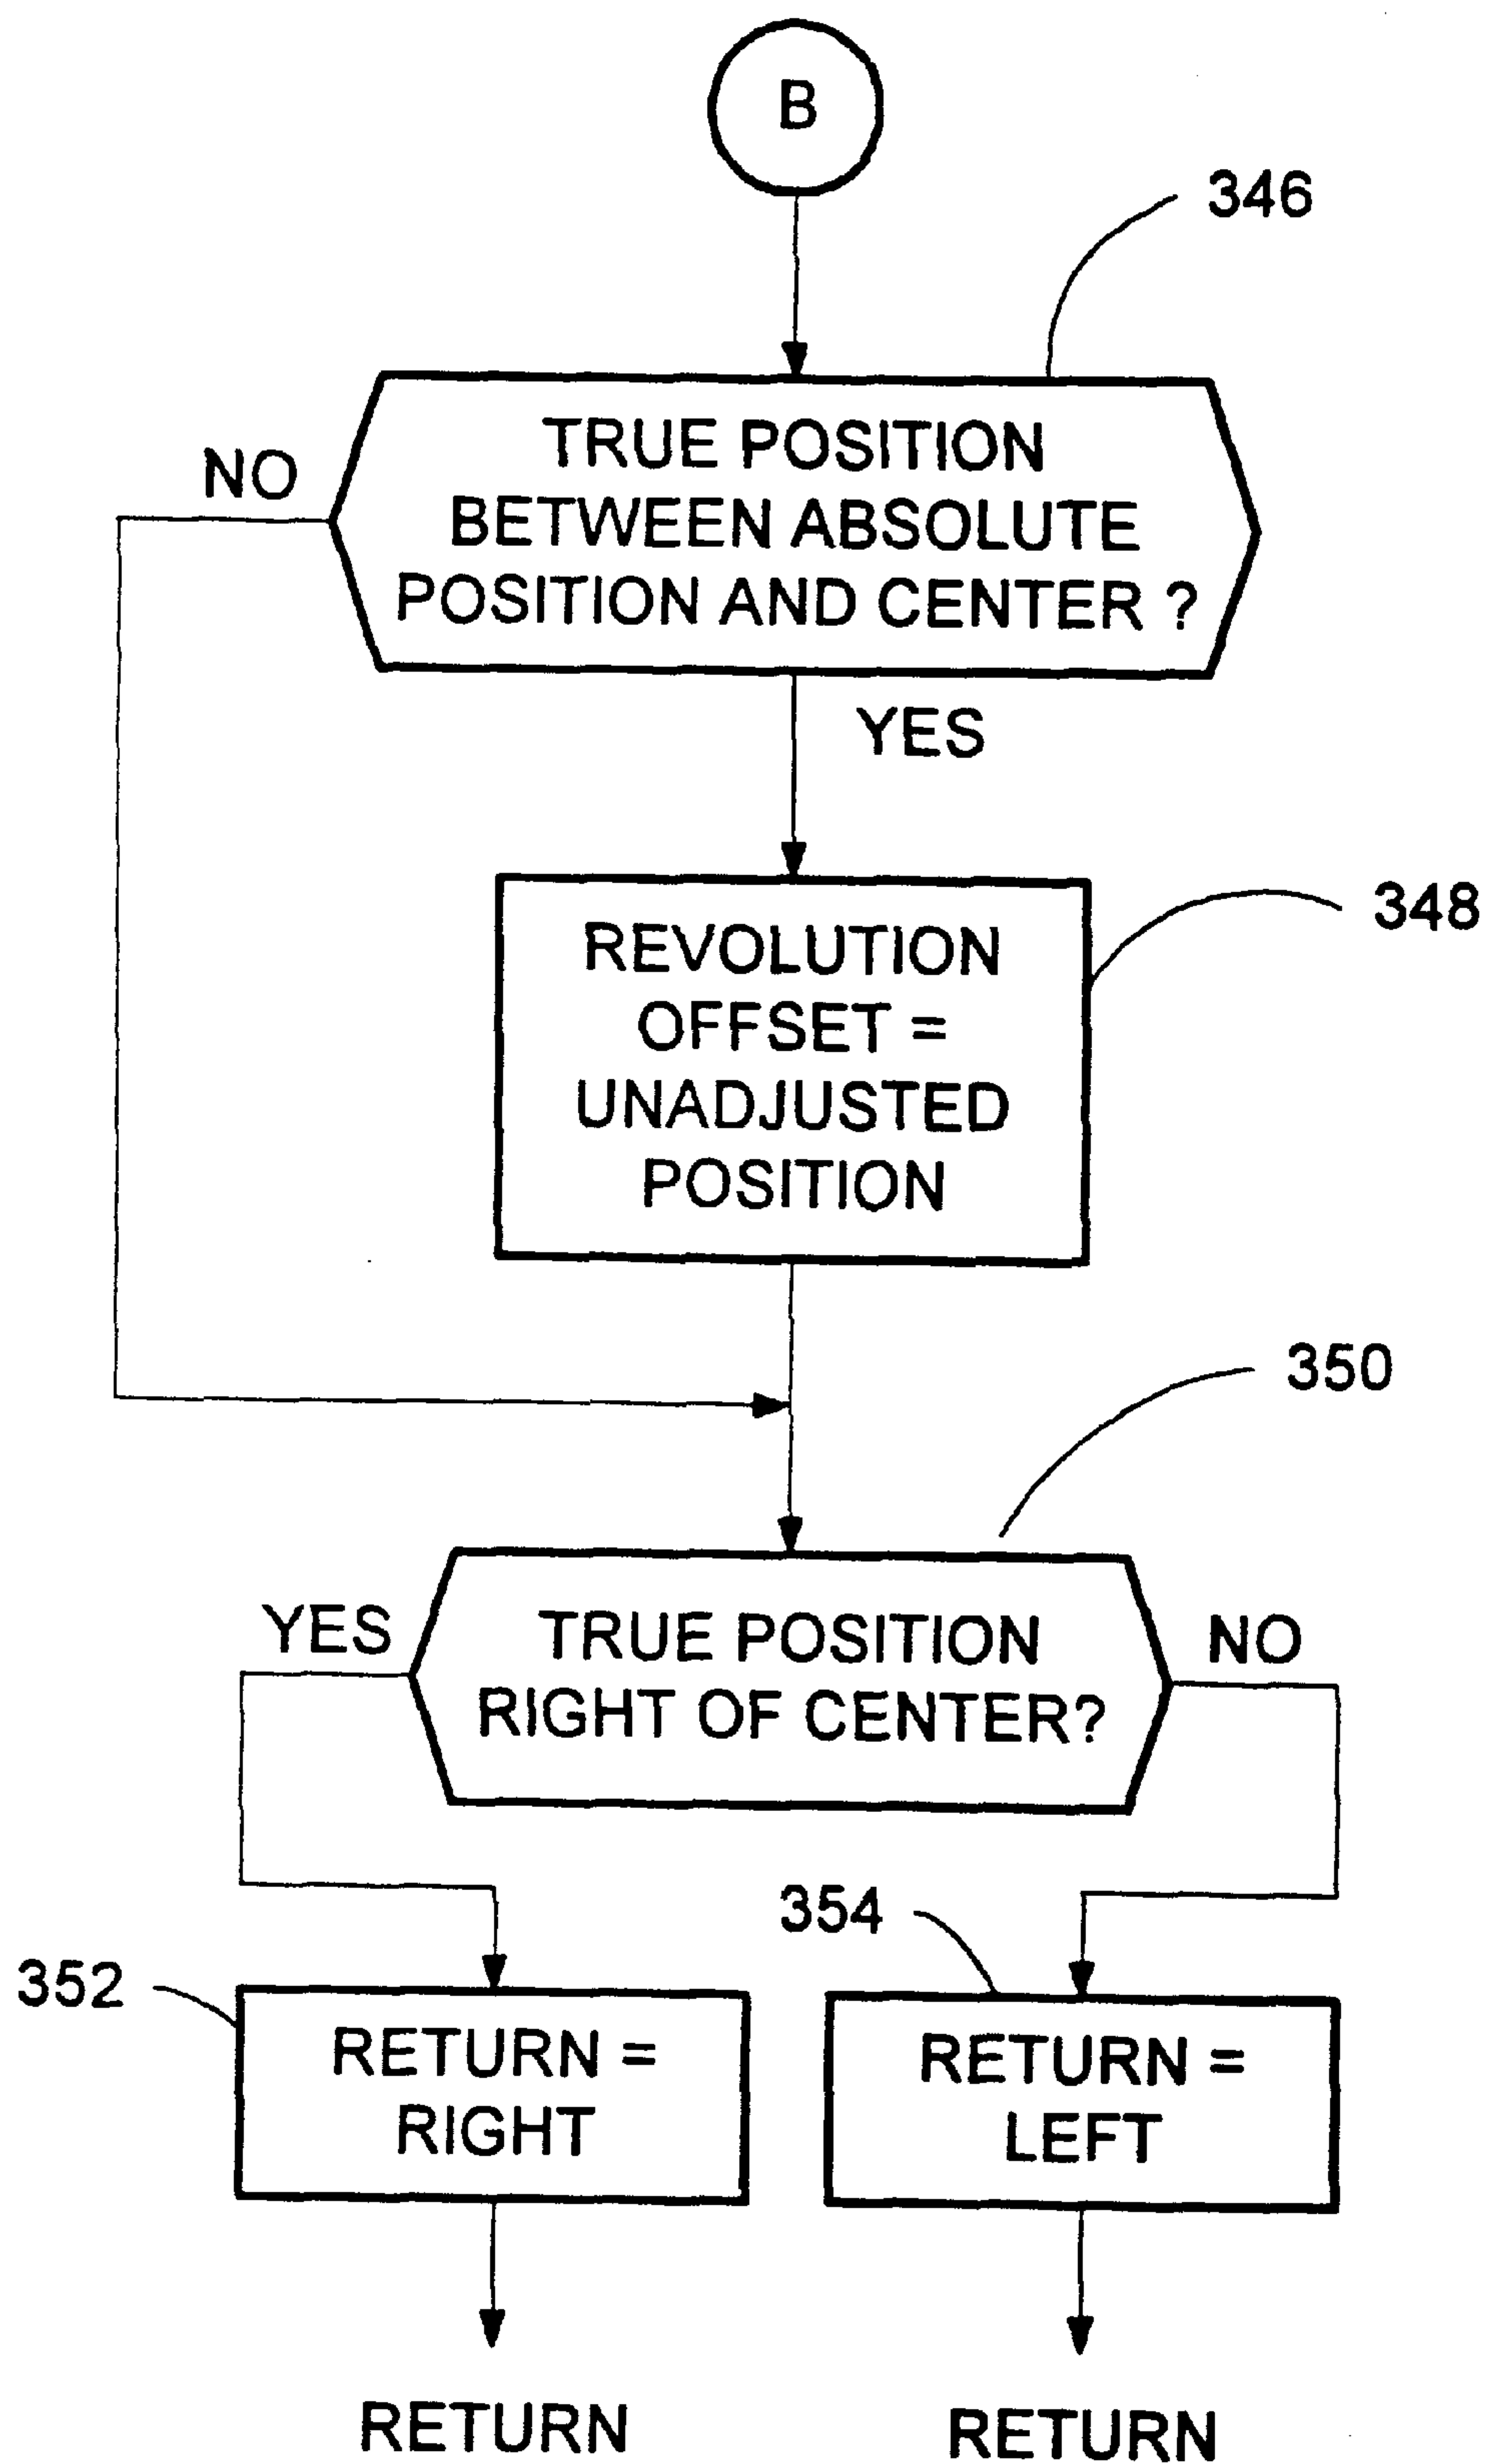 B
346
TRUE POSITION
BETWEEN ABSOLUTE
POSITION AND CENTER ?
NO
YES
348
REVOLUTION
OFFSET =
UNADJUSTED
POSITION
350
TRUE POSITION
RIGHT OF CENTER?
YES
NO
352
354
RETURN =
RIGHT
RETURN =
LEFT
RETURN
RETURN